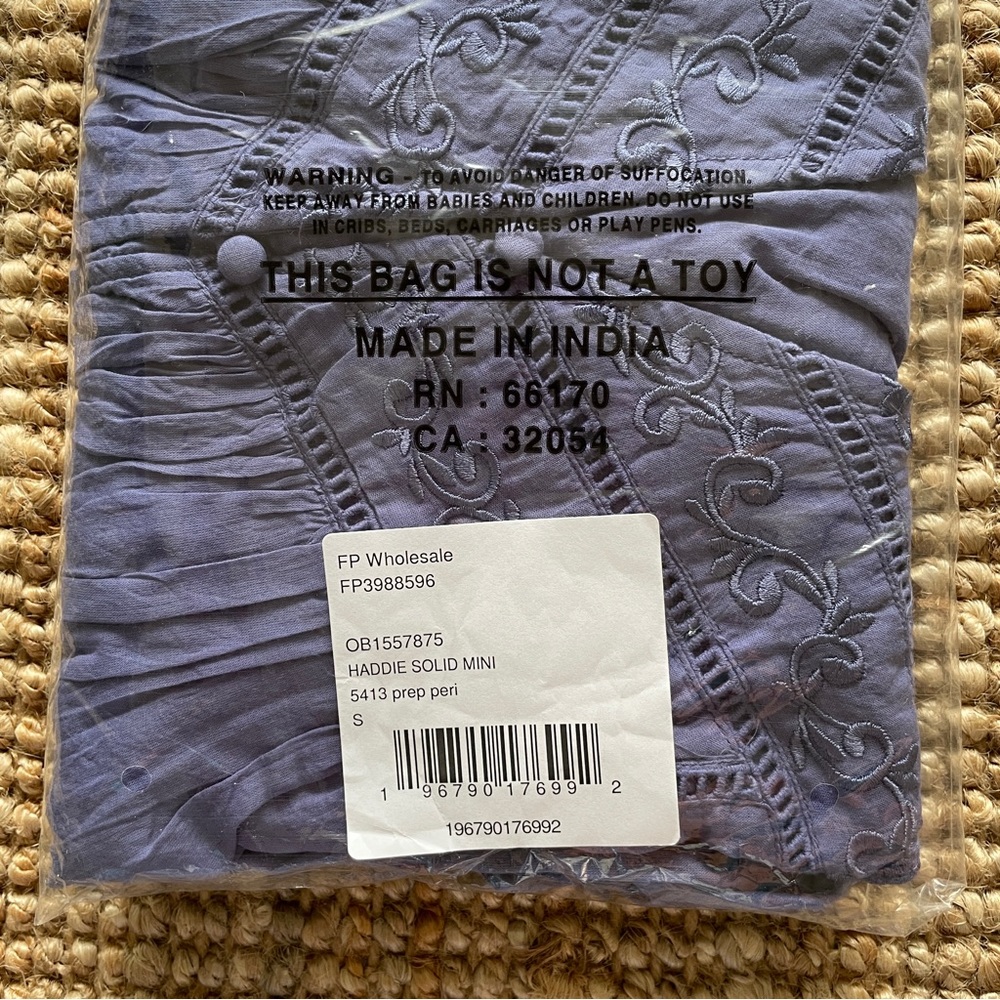 WARNING - TO AVOID DANGER OF SUFFOCATION.
KEEP AWAY FROM BABIES AND CHILDREN. DO NOT USE
IN CRIBS, BEDS, CARRIAGES OR PLAY PENS.
THIS BAG IS NOT A TOY
MADE IN INDIA
RN : 66170
CA : 32054
FP Wholesale
FP3988596
OB1557875
HADDIE SOLID MINI
5413 prep peri
S
1 96790 17699 2
196790176992